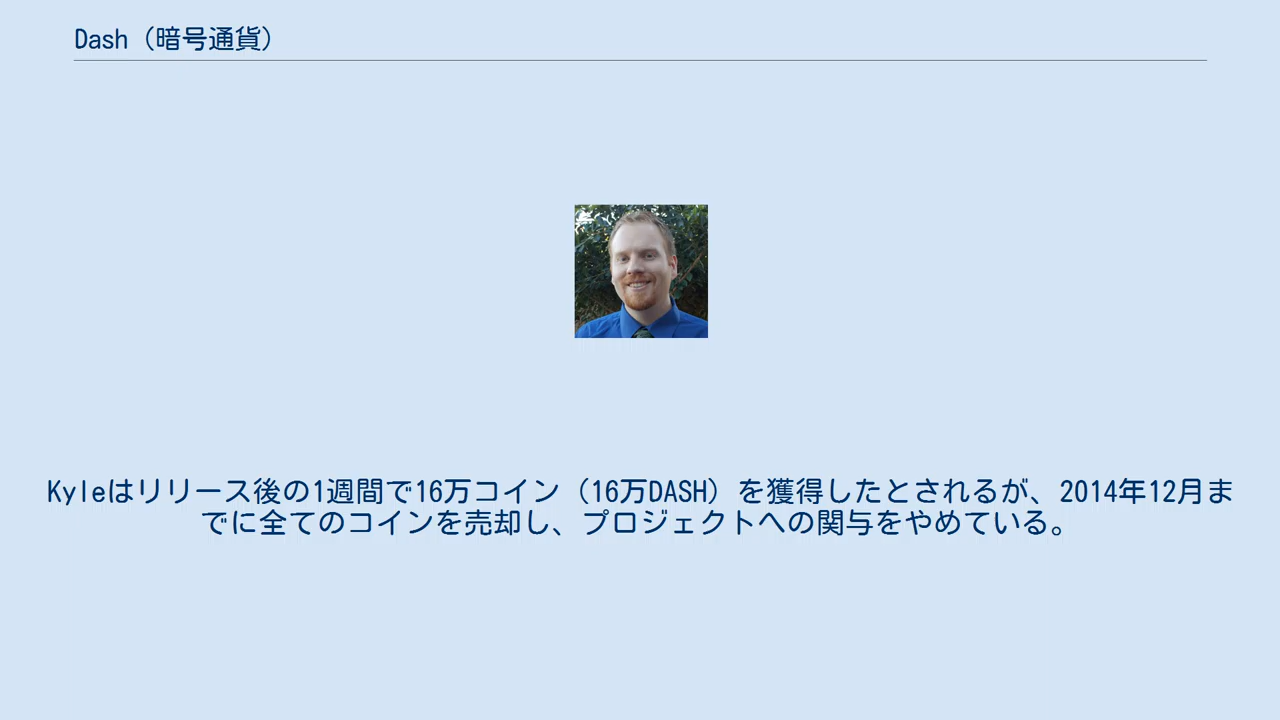 Dash（暗号通貨）
Kyleはリリース後の1週間で16万コイン（16万DASH）を獲得したとされるが、2014年12月ま
でに全てのコインを売却し、プロジェクトへの関与をやめている。